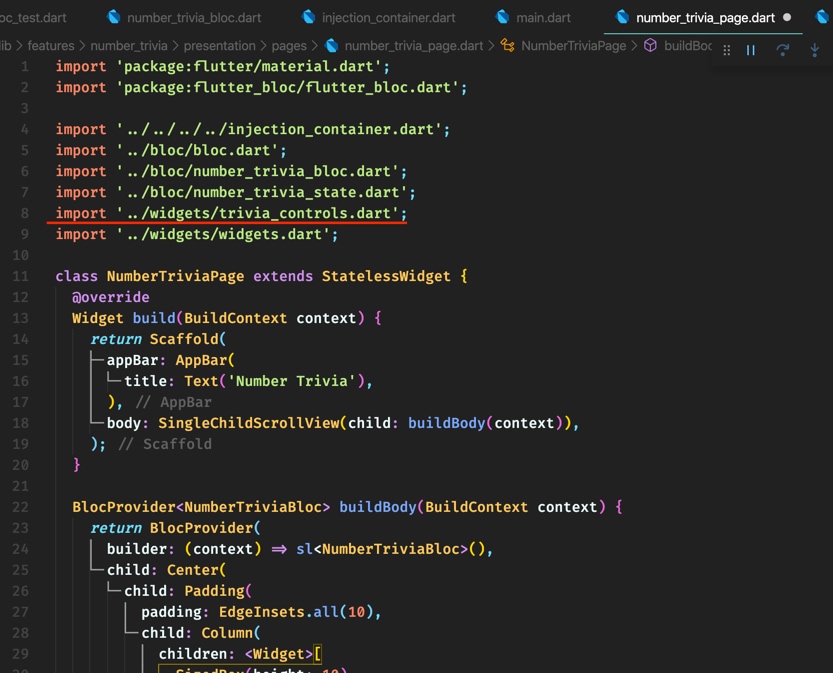 oc_test.dart number_trivia_bloc.dart injection_container.dart main.dart number_trivia_page.dart
lib > features > number_trivia > presentation > pages > number_trivia_page.dart > NumberTriviaPage > buildBod
1 import 'package:flutter/material.dart';
2 import 'package:flutter_bloc/flutter_bloc.dart';
3
4 import '../../../../injection_container.dart';
5 import '../bloc/bloc.dart';
6 import '../bloc/number_trivia_bloc.dart';
7 import '../bloc/number_trivia_state.dart';
8 import '../widgets/trivia_controls.dart';
9 import '../widgets/widgets.dart';
10
11 class NumberTriviaPage extends StatelessWidget {
12 @override
13 Widget build(BuildContext context) {
14 return Scaffold(
15 appBar: AppBar(
16 title: Text('Number Trivia'),
17 ), // AppBar
18 body: SingleChildScrollView(child: buildBody(context)),
19 ); // Scaffold
20 }
21
22 BlocProvider<NumberTriviaBloc> buildBody(BuildContext context) {
23 return BlocProvider(
24 builder: (context) => sl<NumberTriviaBloc>(),
25 child: Center(
26 child: Padding(
27 padding: EdgeInsets.all(10),
28 child: Column(
29 children: <Widget>[
30 SizedBox(height: 10)